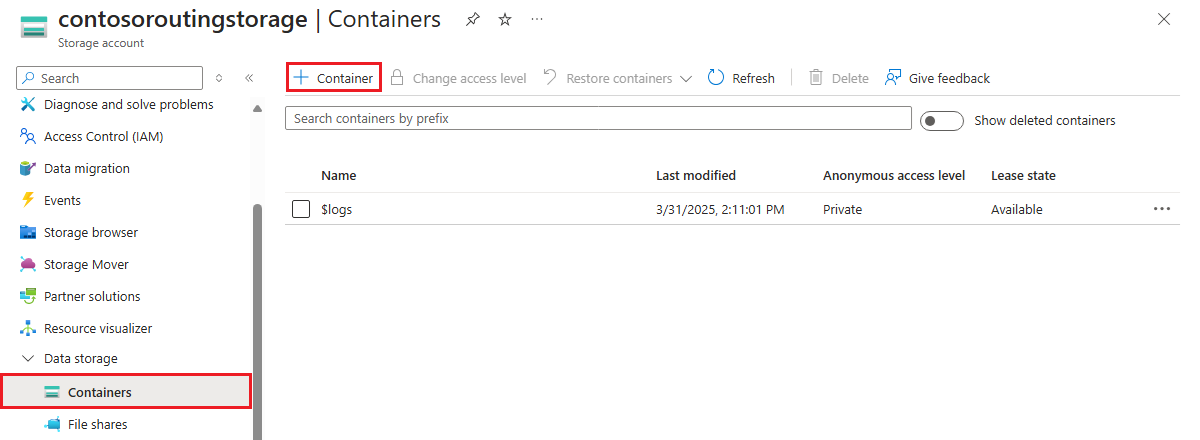 contosoroutingstorage | Containers
Storage account
Search
Diagnose and solve problems
Access Control (IAM)
Data migration
Events
Storage browser
Storage Mover
Partner solutions
Resource visualizer
Data storage
Containers
File shares
Container Change access level Restore containers Refresh Delete Give feedback
Search containers by prefix Show deleted containers
Name Last modified Anonymous access level Lease state
$logs 3/31/2025, 2:11:01 PM Private Available